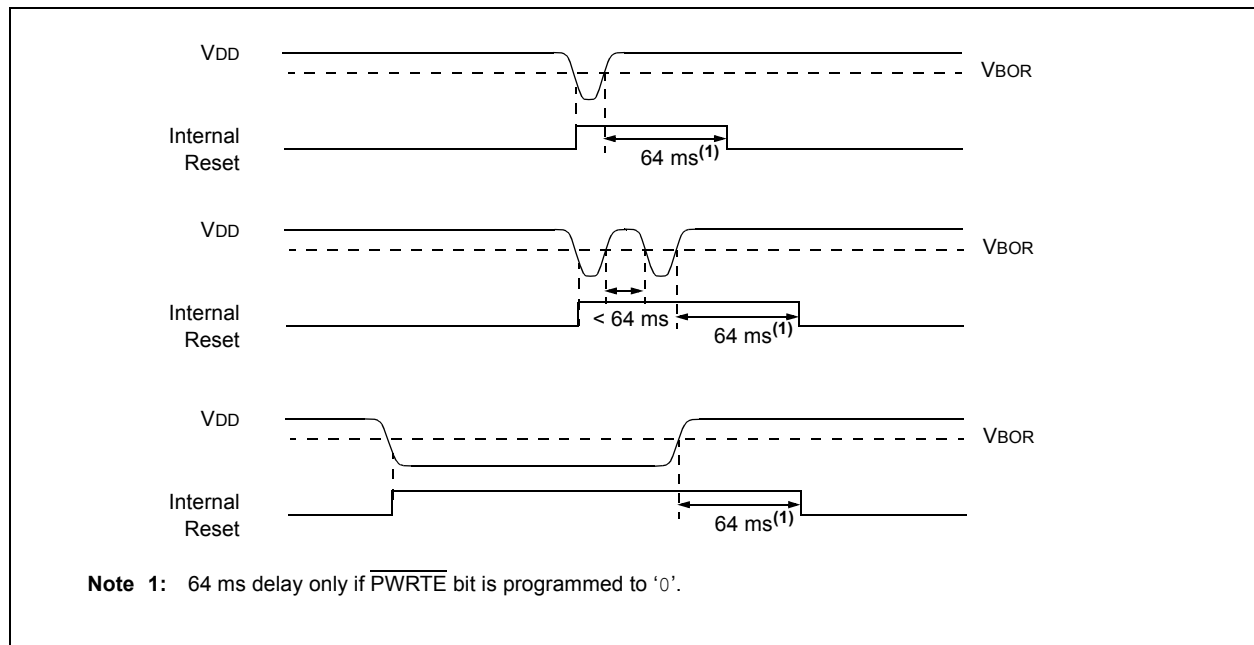 VDD
VBOR
Internal
Reset
64 ms(1)
VDD
VBOR
Internal
Reset
< 64 ms
64 ms(1)
VDD
VBOR
Internal
Reset
64 ms(1)
Note 1: 64 ms delay only if PWRTE bit is programmed to ‘0’.